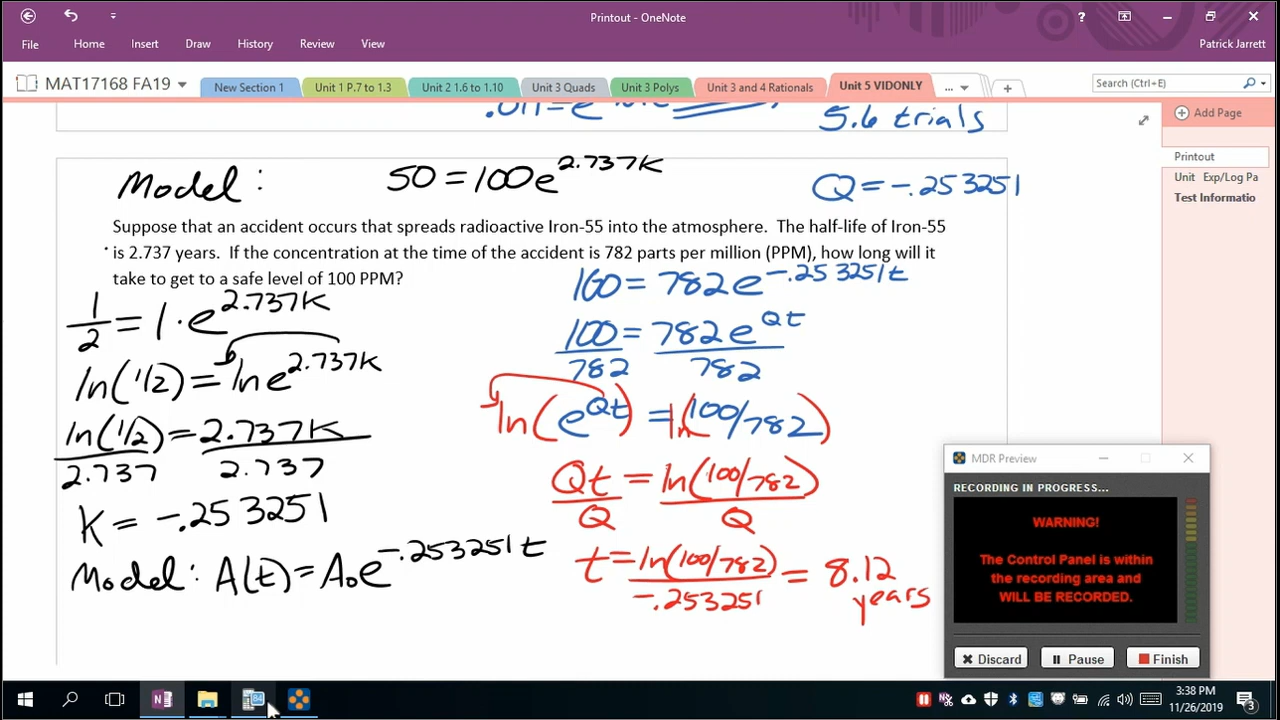 Printout - OneNote
File Home Insert Draw History Review View Patrick Jarrett
MAT17168 FA19 New Section 1 Unit 1 P.7 to 1.3 Unit 2 1.6 to 1.10 Unit 3 Quads Unit 3 Polys Unit 3 and 4 Rationals Unit 5 VIDONLY ... Search (Ctrl+E)
Add Page
Printout
Unit Exp/Log Pa
Test Informatio
5.6 trials
Model: 50 = 100e^2.737K
Q = -.253251
Suppose that an accident occurs that spreads radioactive Iron-55 into the atmosphere. The half-life of Iron-55
is 2.737 years. If the concentration at the time of the accident is 782 parts per million (PPM), how long will it
take to get to a safe level of 100 PPM?
1/2 = 1·e^2.737K
ln(1/2) = ln e^2.737K
ln(1/2)/2.737 = 2.737K/2.737
K = -.253251
Model: A(t) = A₀e^-.253251t
100 = 782e^-.253251t
100/782 = 782e^Qt/782
ln(e^Qt) = ln(100/782)
Qt/Q = ln(100/782)/Q
t = ln(100/782)/-.253251 = 8.12 years
MDR Preview
RECORDING IN PROGRESS...
WARNING!
The Control Panel is within
the recording area and
WILL BE RECORDED.
Discard Pause Finish
3:38 PM
11/26/2019
3